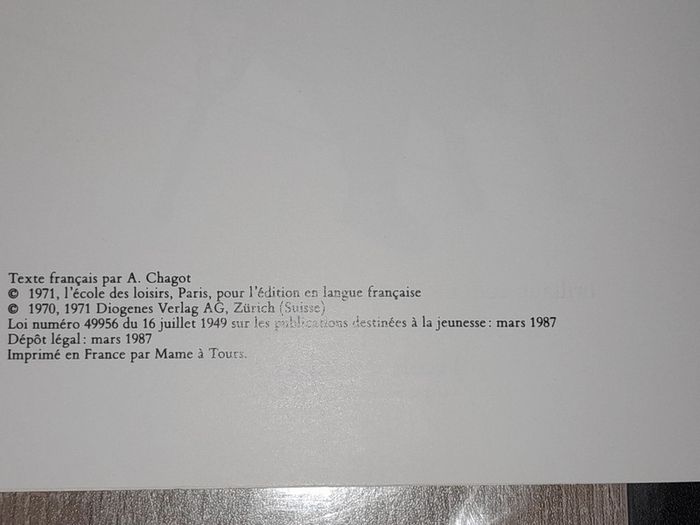 Texte français par A. Chagot
© 1971, l'école des loisirs, Paris, pour l'édition en langue française
© 1970, 1971 Diogenes Verlag AG, Zürich (Suisse)
Loi numéro 49956 du 16 juillet 1949 sur les publications destinées à la jeunesse : mars 1987
Dépôt légal : mars 1987
Imprimé en France par Mame à Tours.